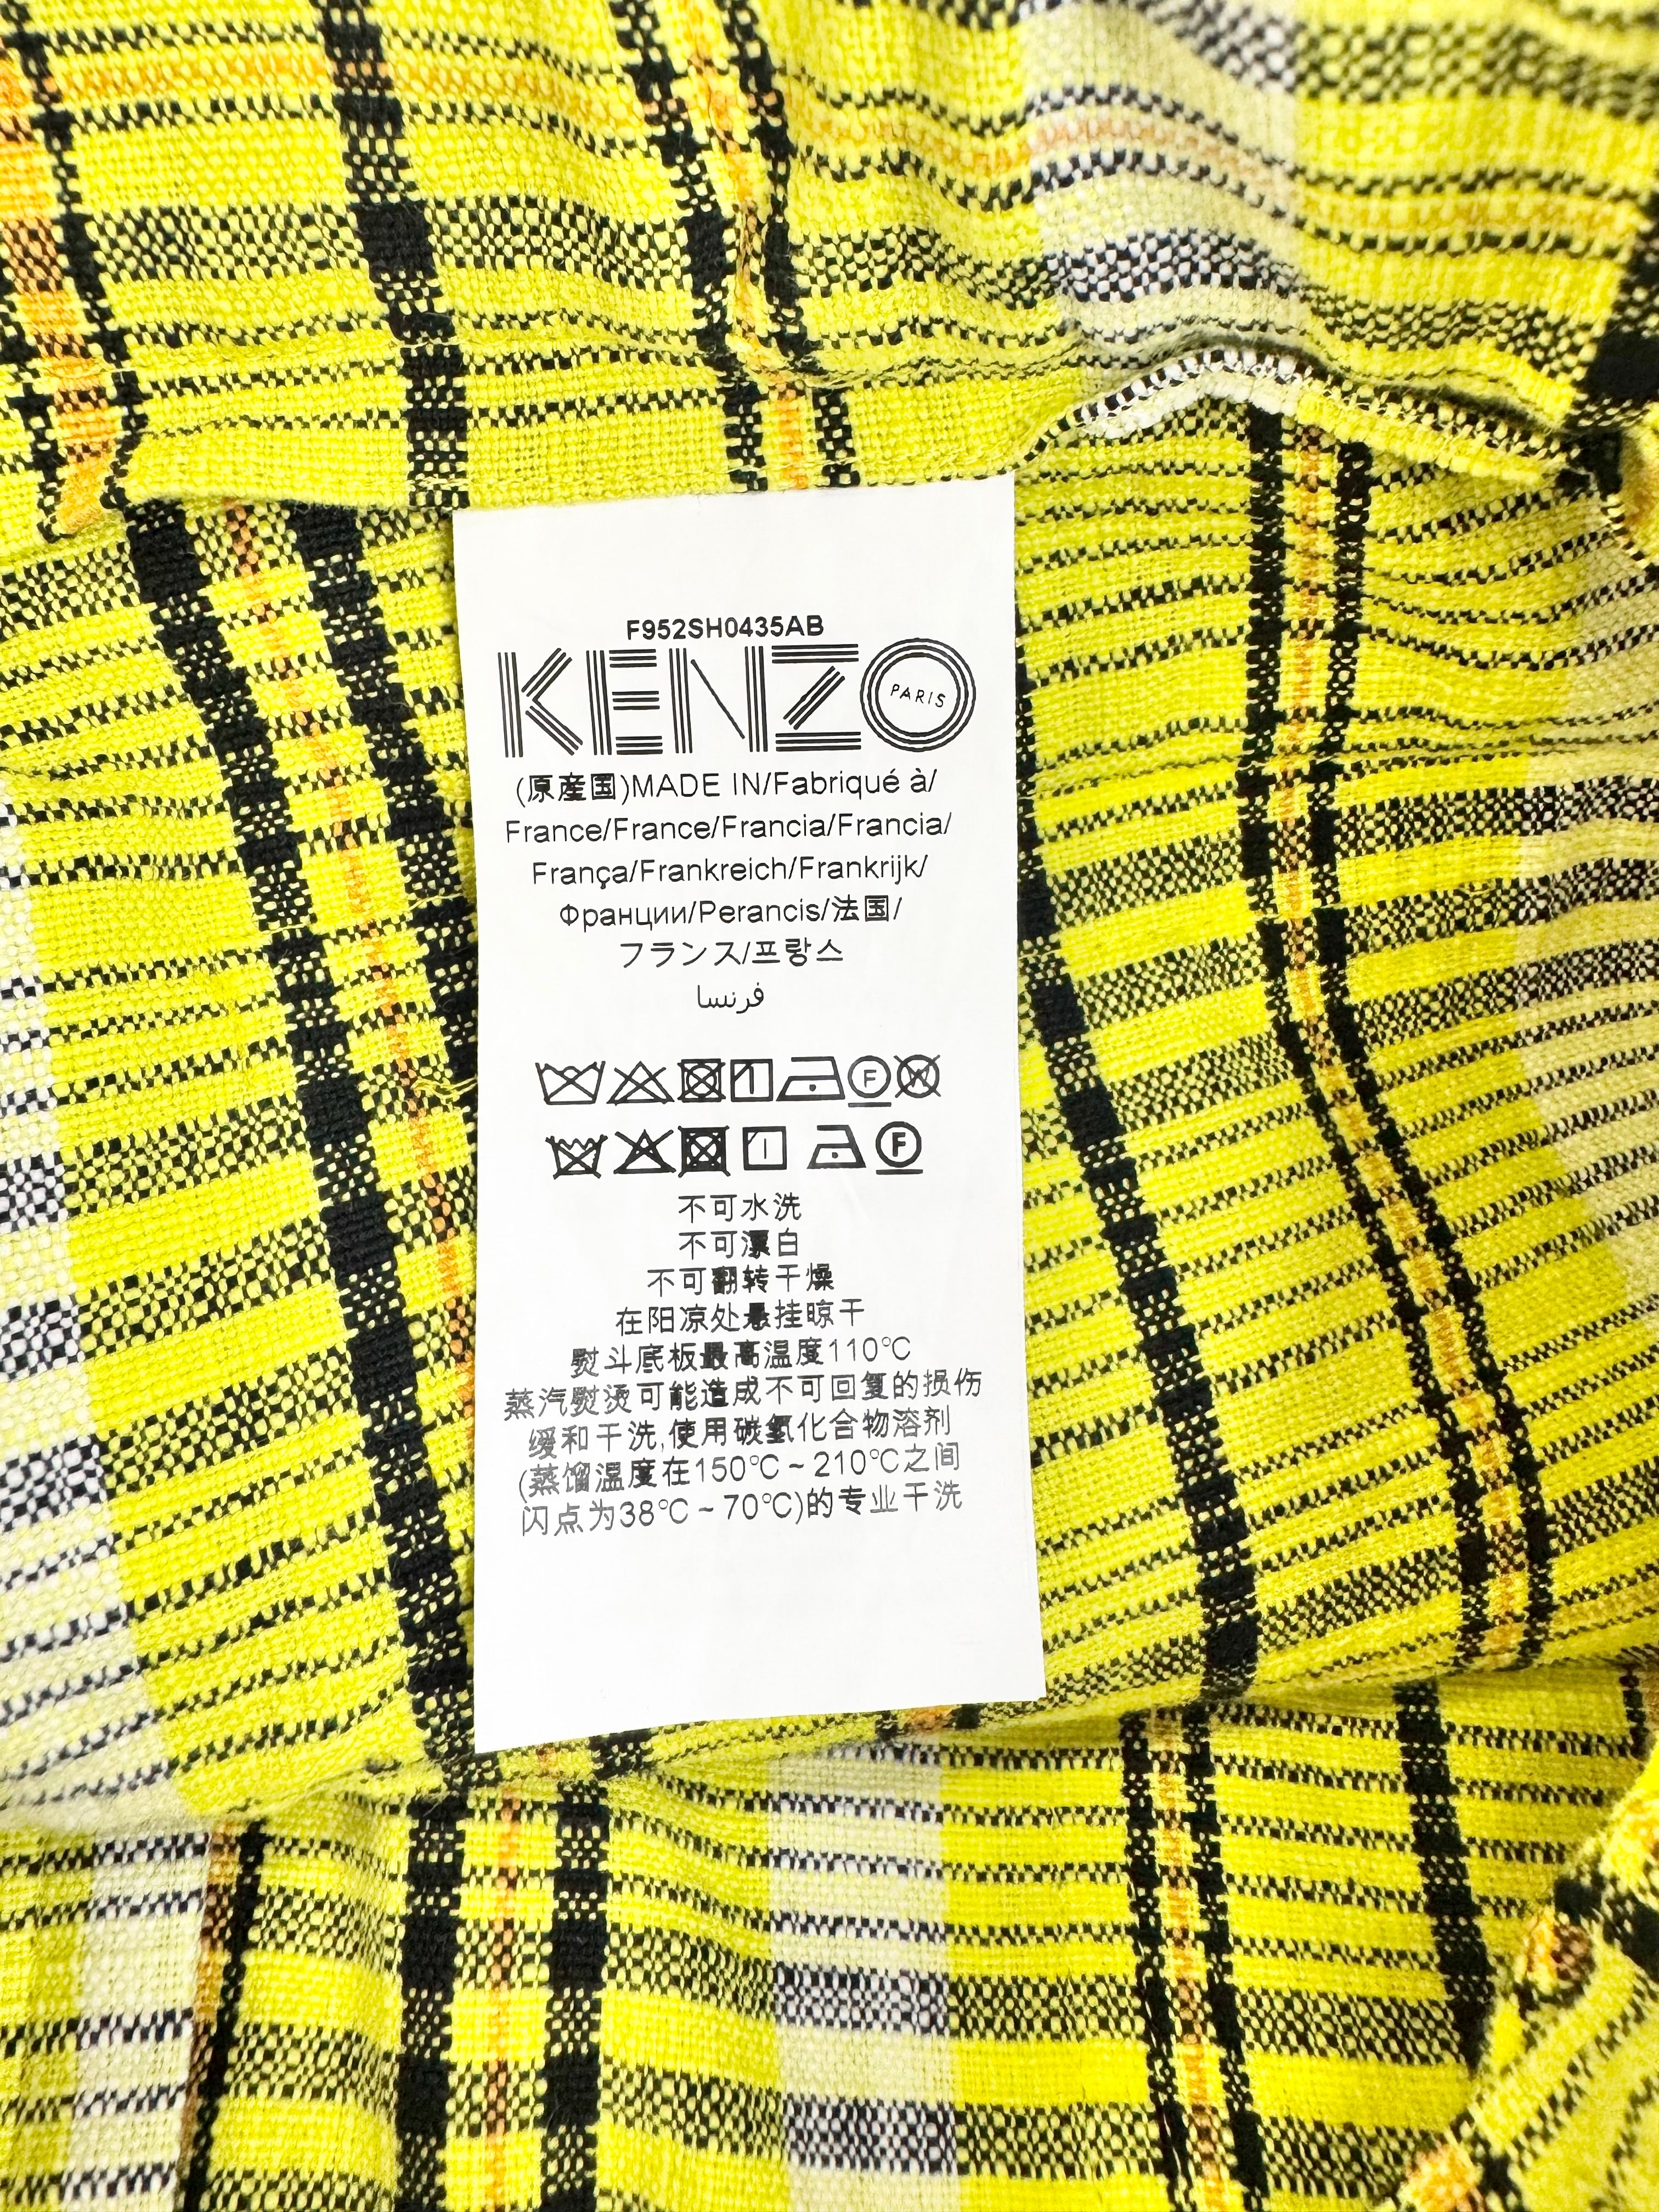 F952SH0435AB
KENZO
PARIS
(原産国)MADE IN/Fabriqué à/
France/France/Francia/Francia/
França/Frankreich/Frankrijk/
Франции/Perancis/法国/
フランス/프랑스
فرنسا
F W
F
不可水洗
不可漂白
不可翻转干燥
在阳凉处悬挂晾干
熨斗底板最高温度110℃
蒸汽熨烫可能造成不可回复的损伤
缓和干洗,使用碳氢化合物溶剂
(蒸馏温度在150℃~210℃之间
闪点为38℃~70℃)的专业干洗